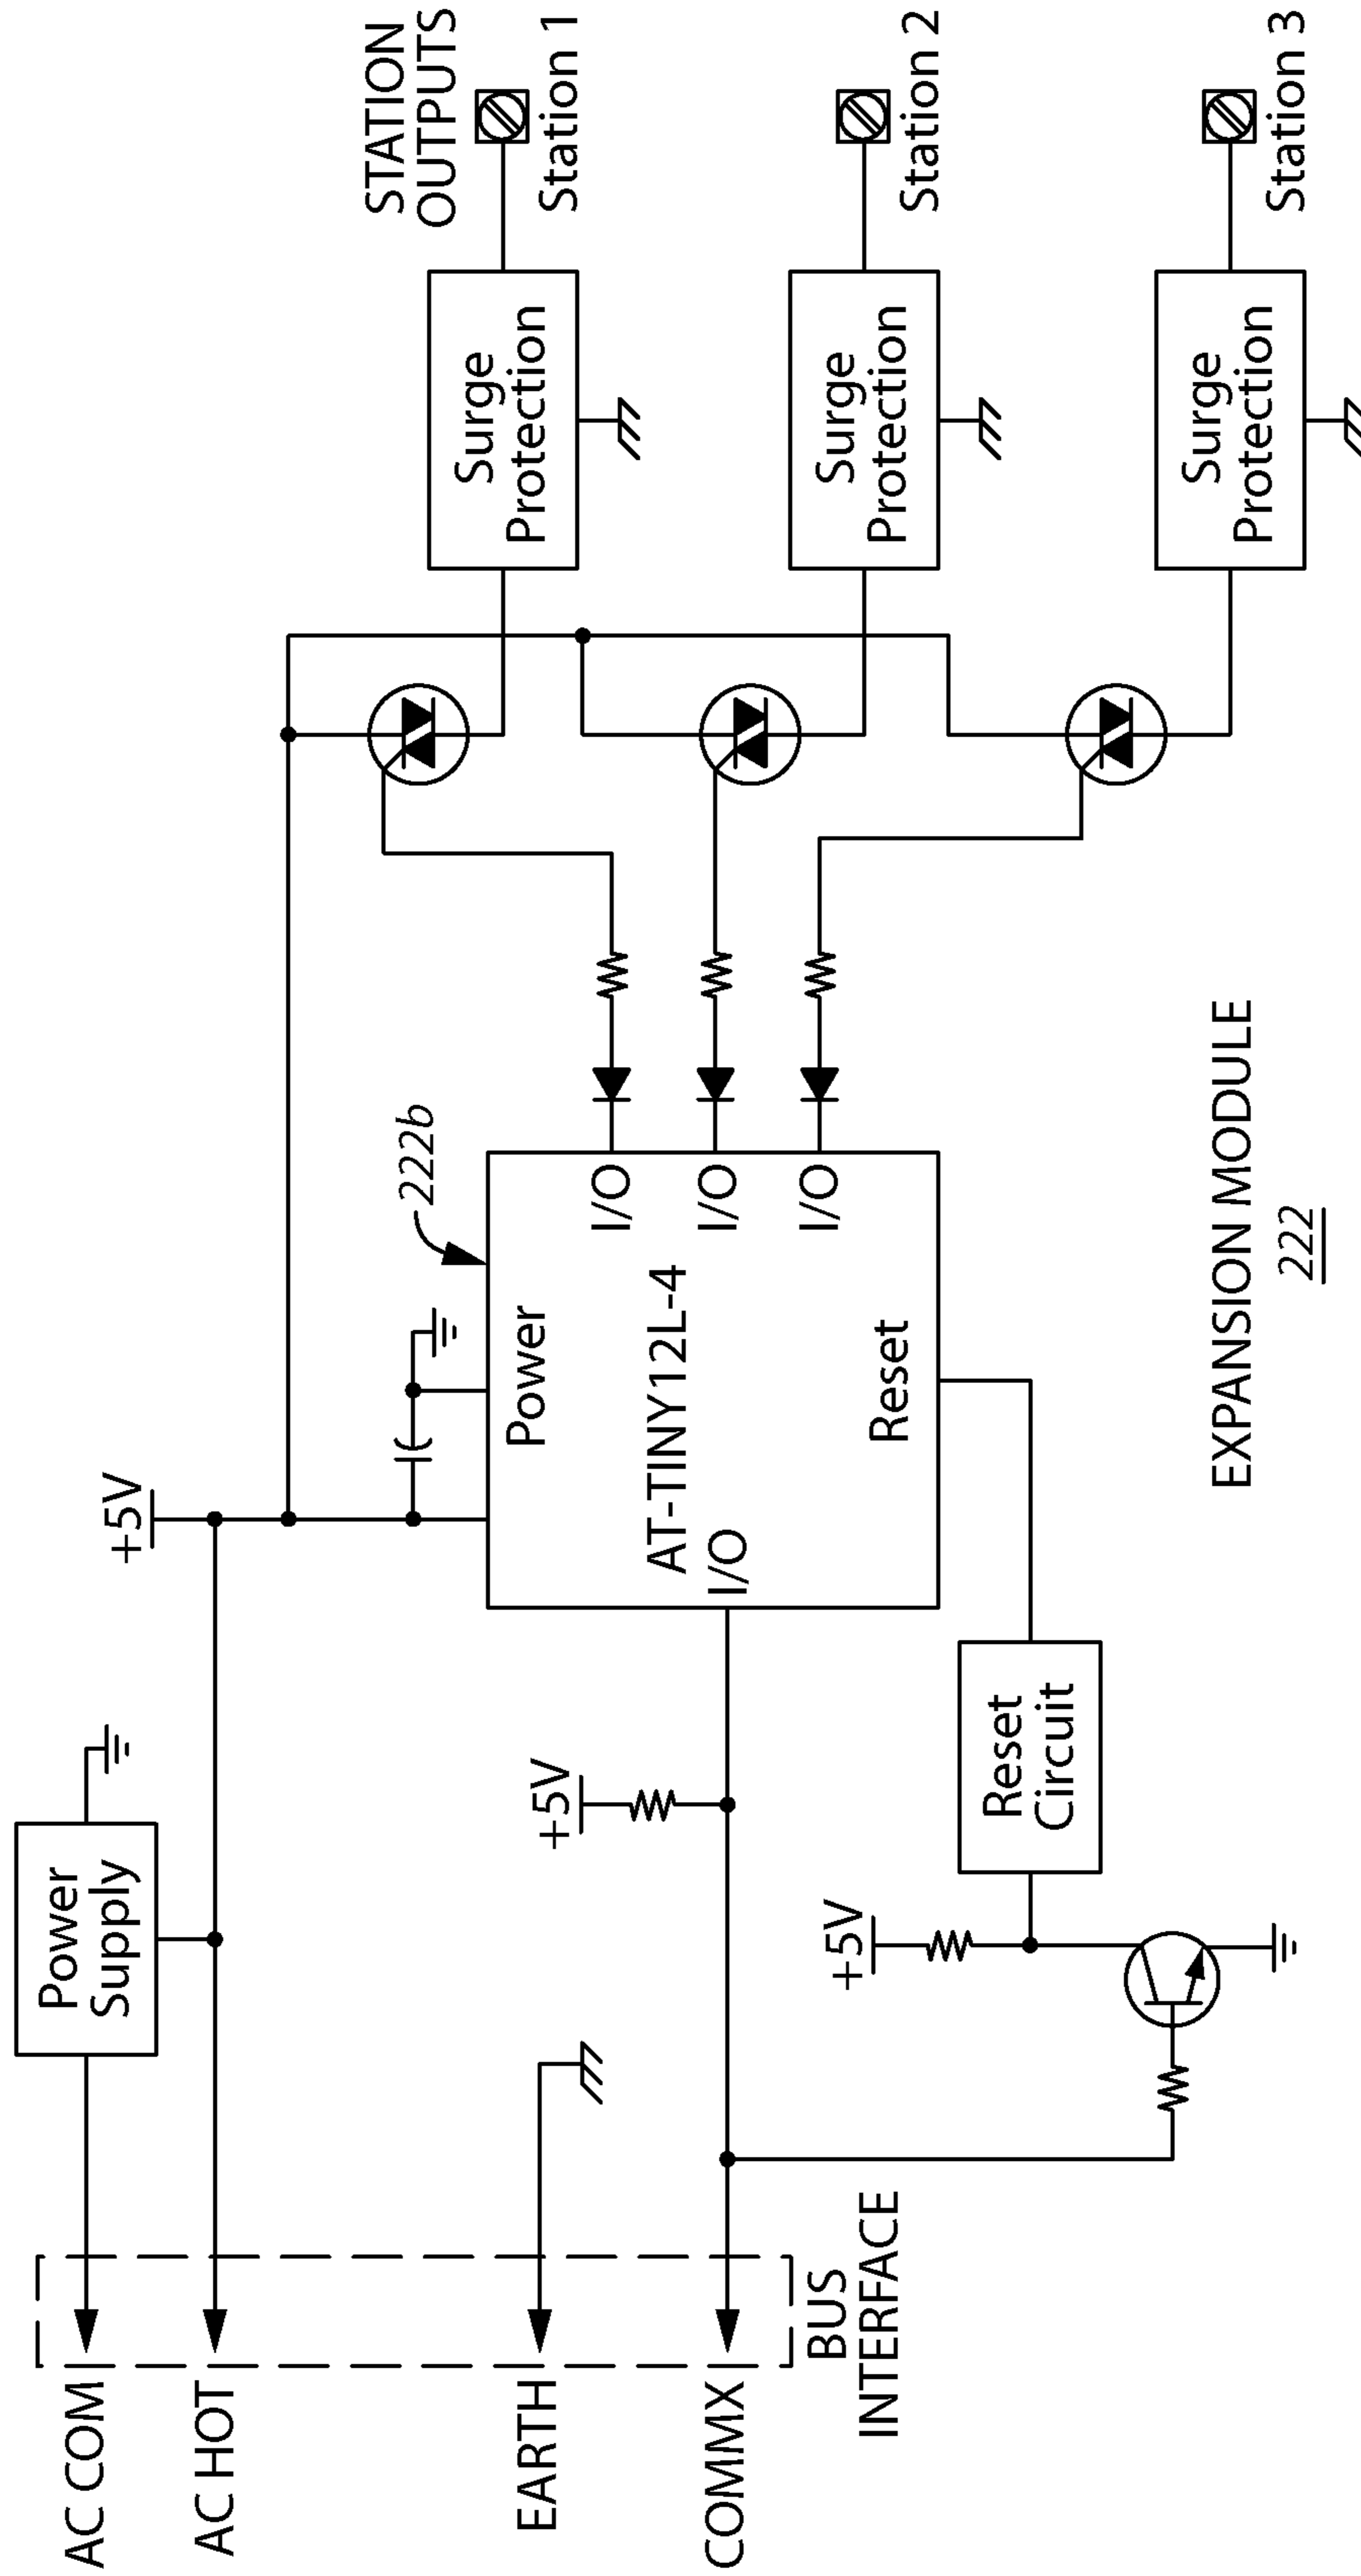 AC COM
AC HOT
EARTH
COMMX
BUS
INTERFACE
Power
Supply
+5V
+5V
+5V
Reset
Circuit
222b
Power
AT-TINY12L-4
I/O
I/O
I/O
I/O
Reset
Surge
Protection
Surge
Protection
Surge
Protection
STATION
OUTPUTS
Station 1
Station 2
Station 3
EXPANSION MODULE
222